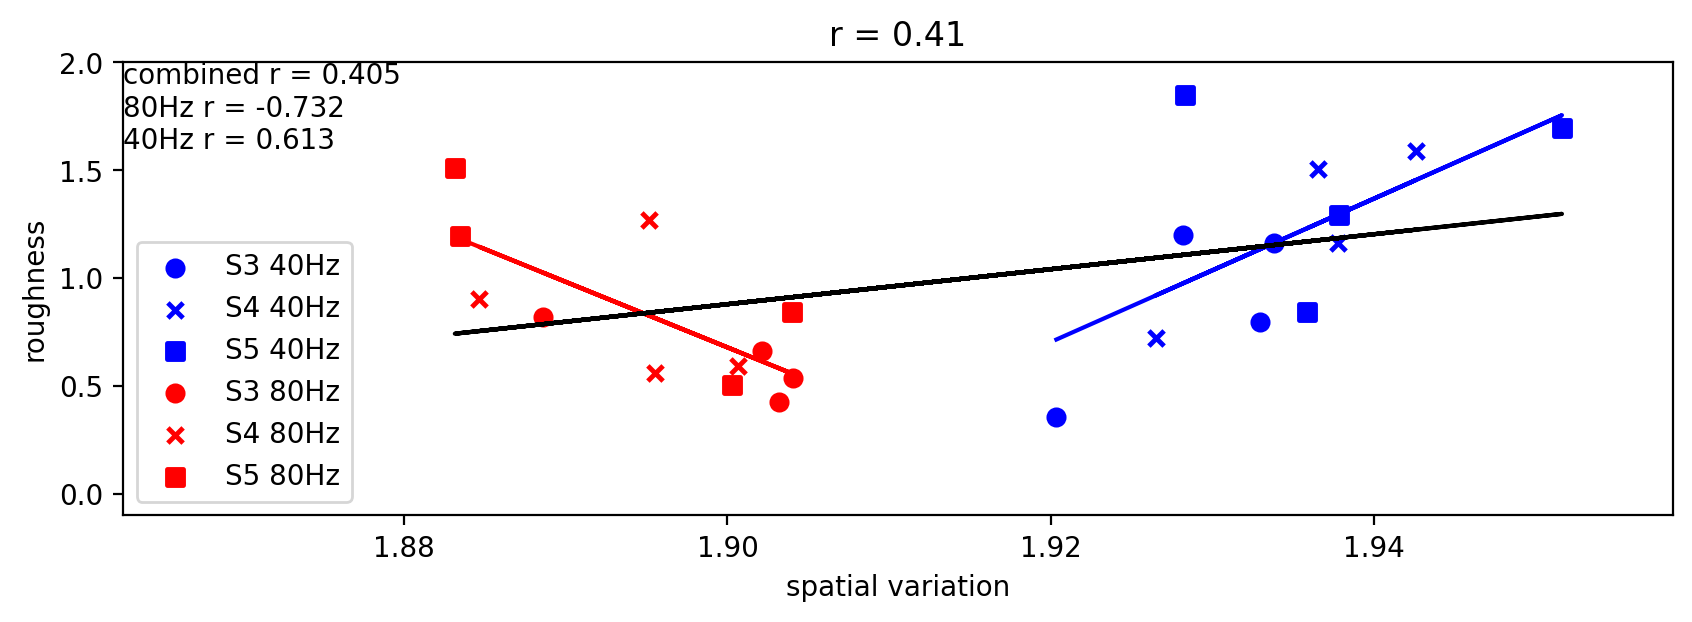 r = 0.41
combined r = 0.405
80Hz r = -0.732
40Hz r = 0.613
2.0
1.5
1.0
0.5
0.0
roughness
S3 40Hz
S4 40Hz
S5 40Hz
S3 80Hz
S4 80Hz
S5 80Hz
1.88 1.90 1.92 1.94
spatial variation